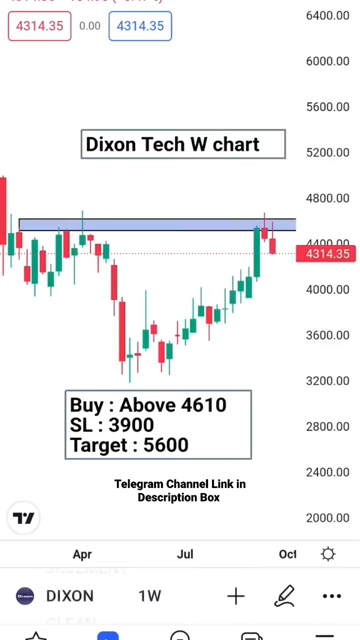 4314.35 0.00 4314.35
6400.00
6000.00
5600.00
Dixon Tech W chart
5200.00
4800.00
4400.00
4314.35
4000.00
3600.00
3200.00
Buy : Above 4610
SL : 3900
Target : 5600
2800.00
Telegram Channel Link in
Description Box
2400.00
2000.00
Apr Jul Oct
DIXON 1W